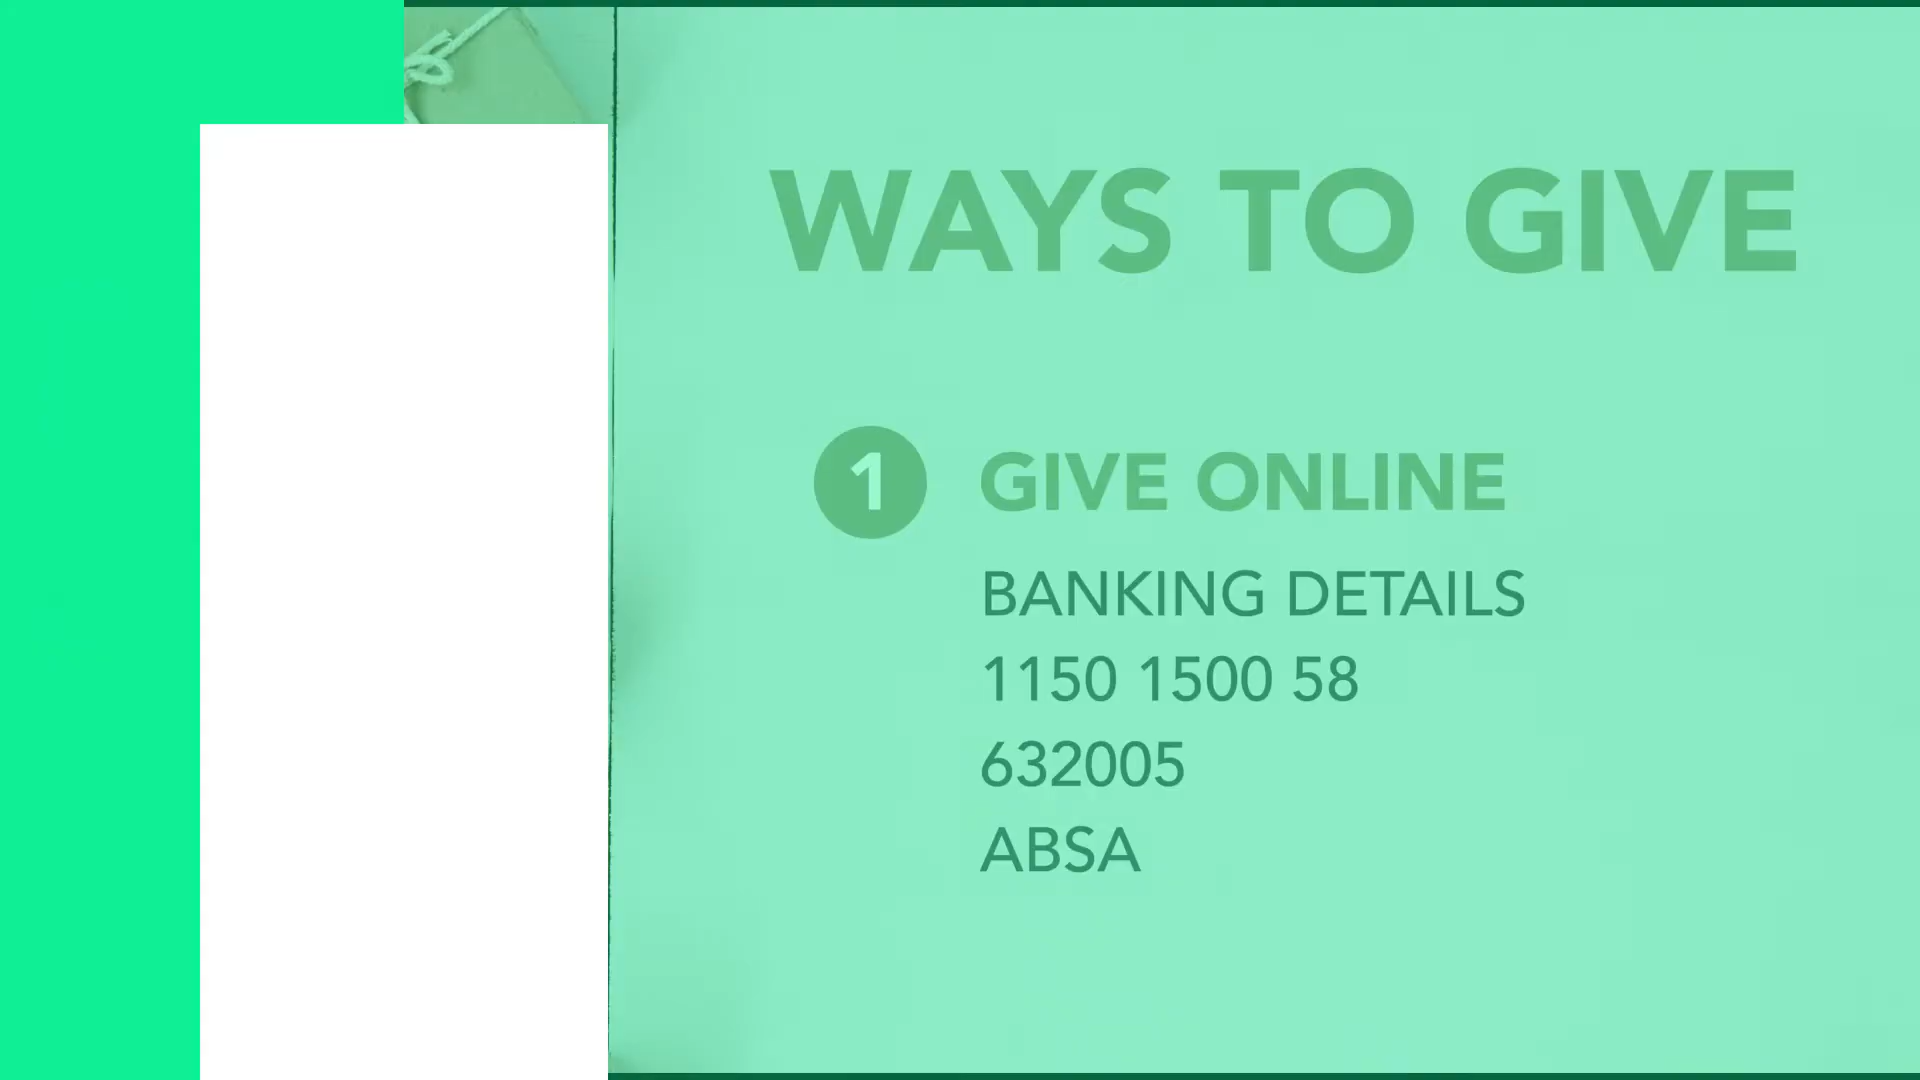 WAYS TO GIVE
1 GIVE ONLINE
BANKING DETAILS
1150 1500 58
632005
ABSA